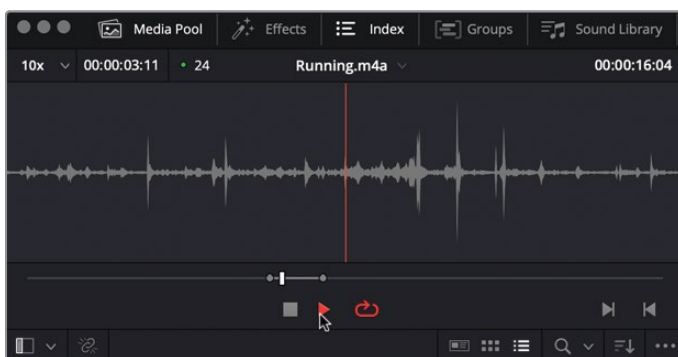 Media Pool Effects Index Groups Sound Library
10x 00:00:03:11 24 Running.m4a 00:00:16:04